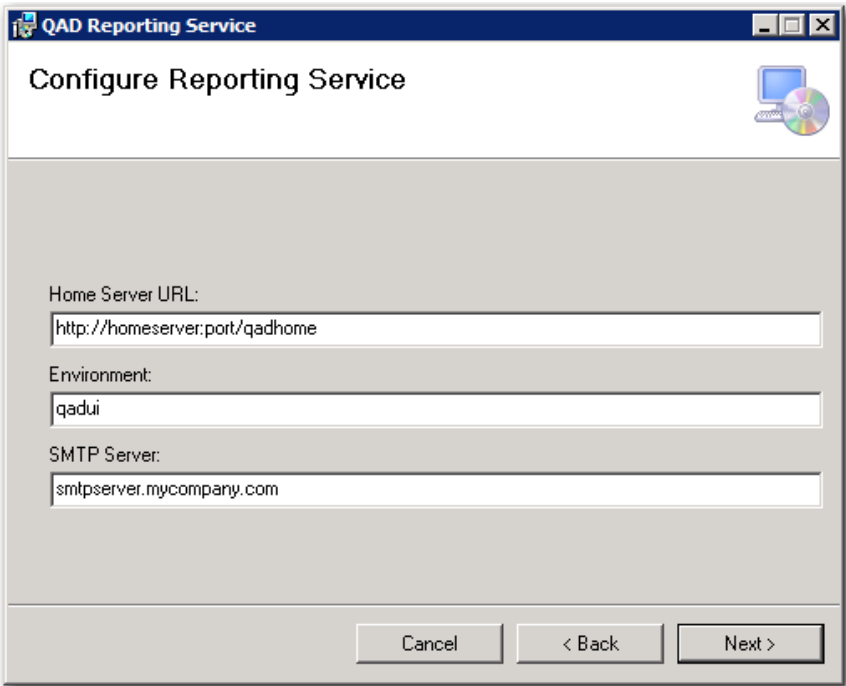 QAD Reporting Service
Configure Reporting Service
Home Server URL:
http://homeserver:port/qadhome
Environment:
qadui
SMTP Server:
smtpserver.mycompany.com
Cancel < Back Next >